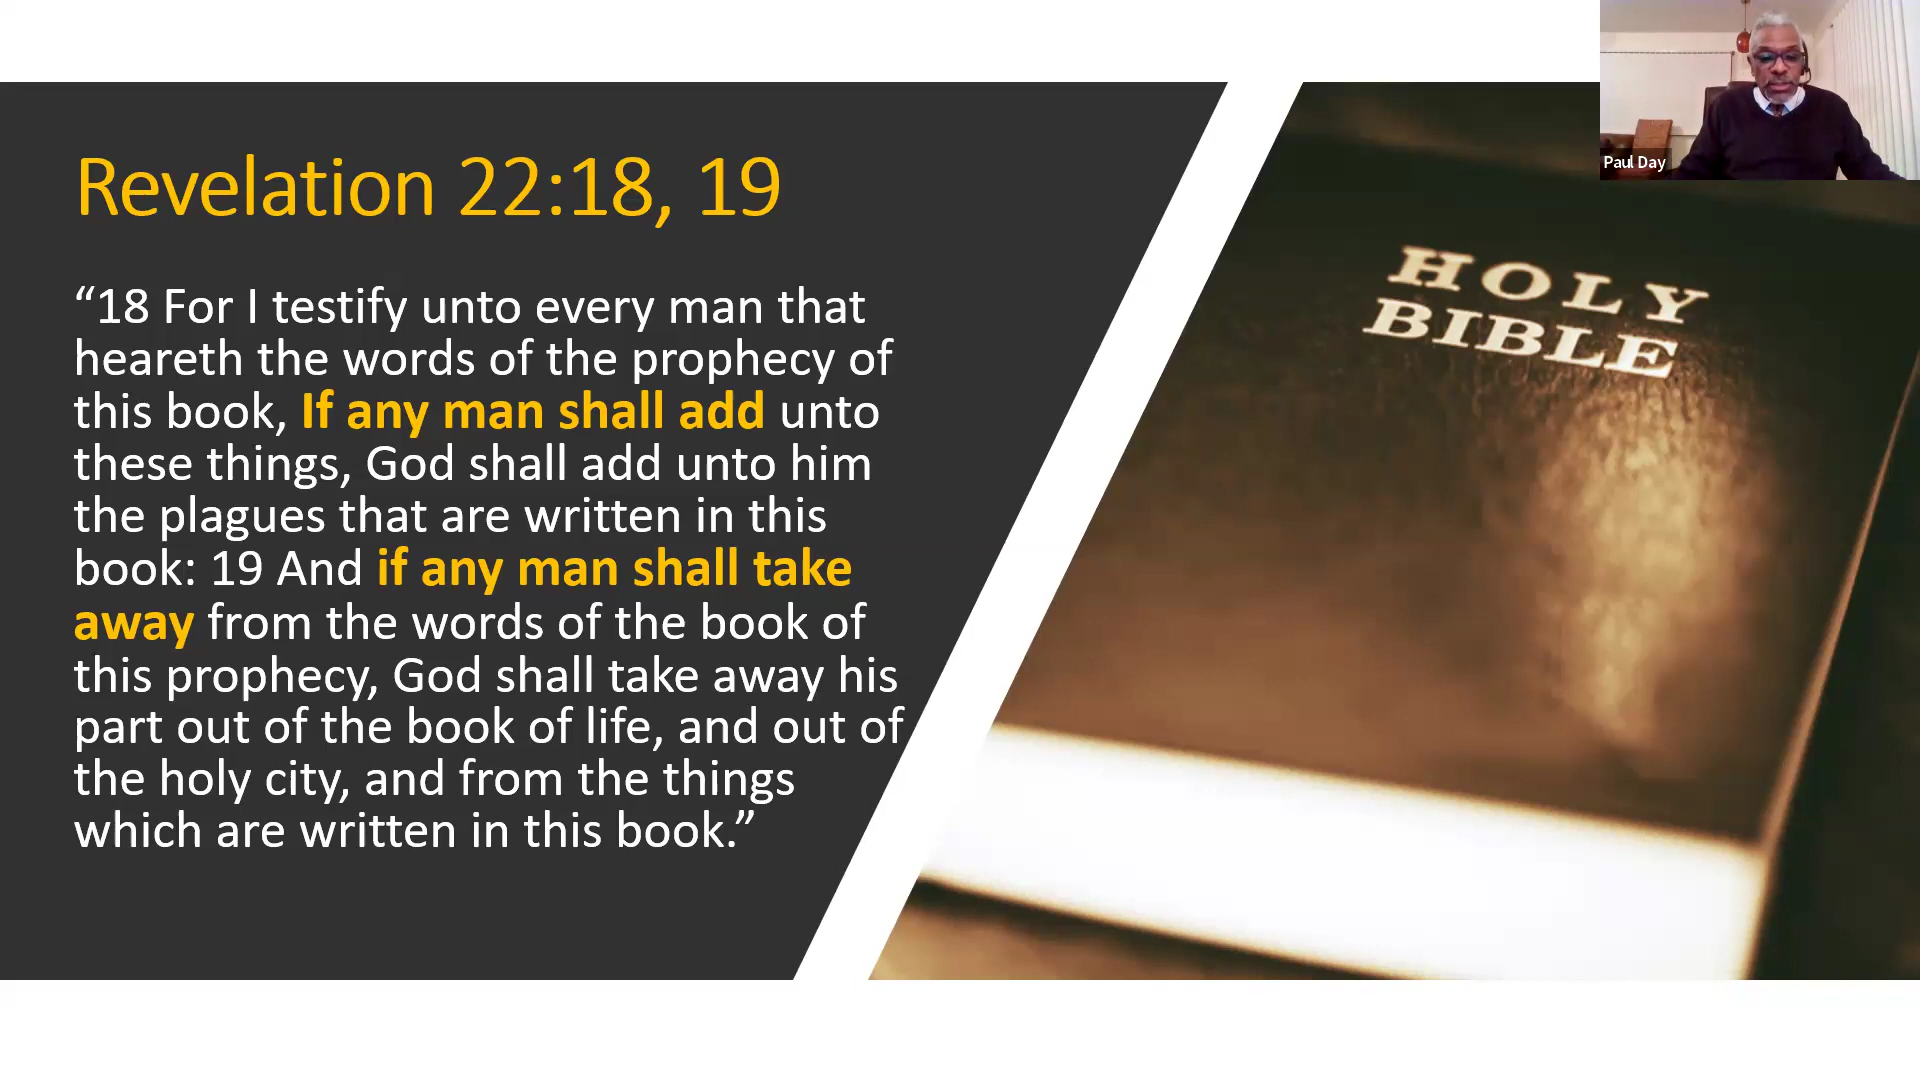 Revelation 22:18, 19
“18 For I testify unto every man that
heareth the words of the prophecy of
this book, If any man shall add unto
these things, God shall add unto him
the plagues that are written in this
book: 19 And if any man shall take
away from the words of the book of
this prophecy, God shall take away his
part out of the book of life, and out of
the holy city, and from the things
which are written in this book.”
HOLY
BIBLE
Paul Day